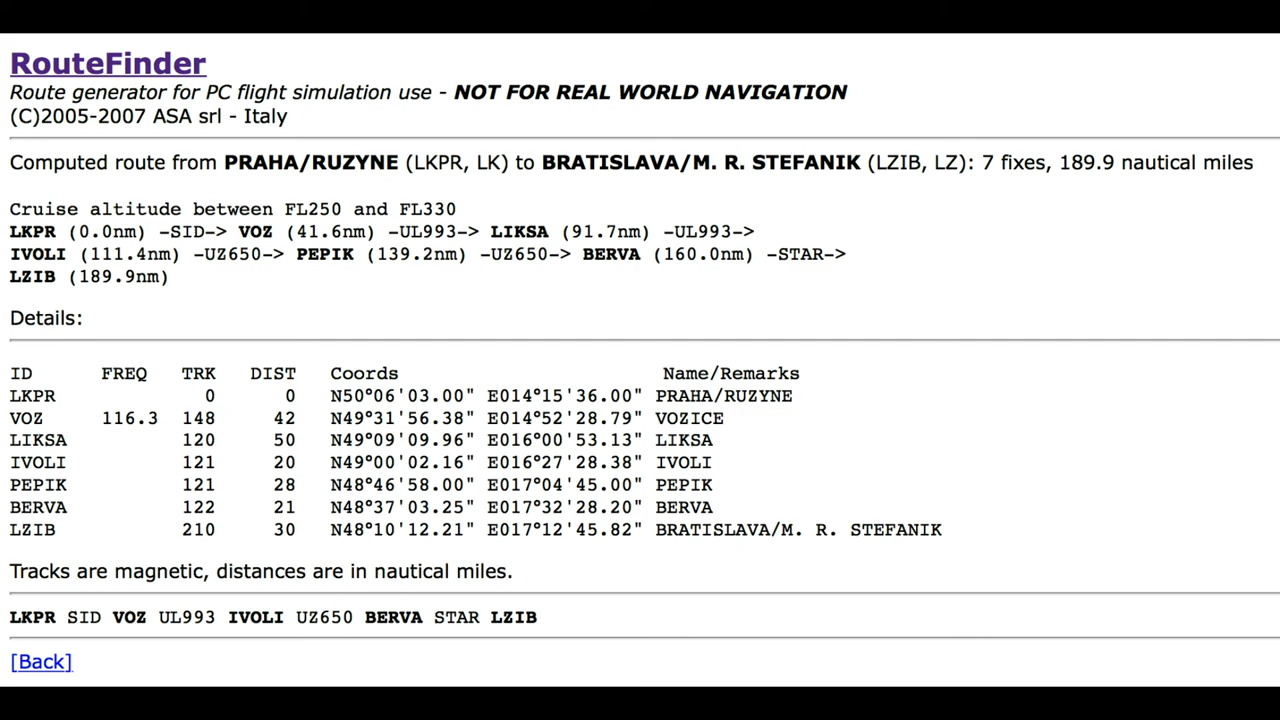 RouteFinder
Route generator for PC flight simulation use - NOT FOR REAL WORLD NAVIGATION
(C)2005-2007 ASA srl - Italy
Computed route from PRAHA/RUZYNE (LKPR, LK) to BRATISLAVA/M. R. STEFANIK (LZIB, LZ): 7 fixes, 189.9 nautical miles
Cruise altitude between FL250 and FL330
LKPR (0.0nm) -SID-> VOZ (41.6nm) -UL993-> LIKSA (91.7nm) -UL993->
IVOLI (111.4nm) -UZ650-> PEPIK (139.2nm) -UZ650-> BERVA (160.0nm) -STAR->
LZIB (189.9nm)
Details:
ID FREQ TRK DIST Coords Name/Remarks
LKPR 0 0 N50°06'03.00" E014°15'36.00" PRAHA/RUZYNE
VOZ 116.3 148 42 N49°31'56.38" E014°52'28.79" VOZICE
LIKSA 120 50 N49°09'09.96" E016°00'53.13" LIKSA
IVOLI 121 20 N49°00'02.16" E016°27'28.38" IVOLI
PEPIK 121 28 N48°46'58.00" E017°04'45.00" PEPIK
BERVA 122 21 N48°37'03.25" E017°32'28.20" BERVA
LZIB 210 30 N48°10'12.21" E017°12'45.82" BRATISLAVA/M. R. STEFANIK
Tracks are magnetic, distances are in nautical miles.
LKPR SID VOZ UL993 IVOLI UZ650 BERVA STAR LZIB
[Back]